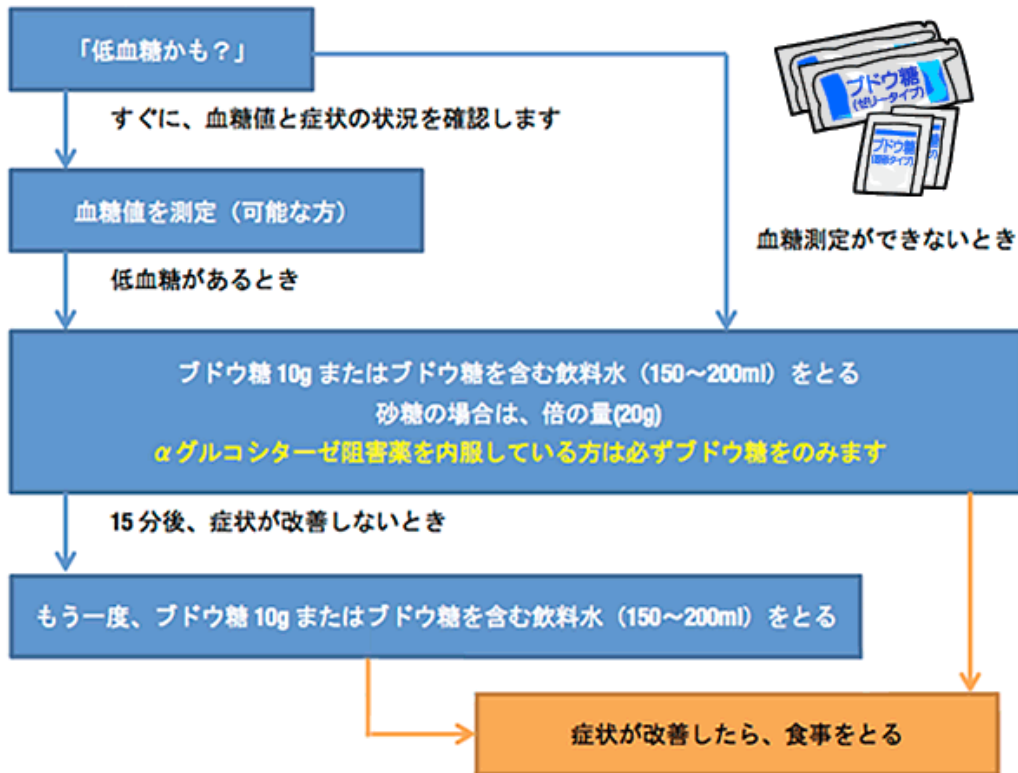 「低血糖かも？」
すぐに、血糖値と症状の状況を確認します
ブドウ糖
(ゼリータイプ)
ブドウ糖
血糖値を測定（可能な方）
血糖測定ができないとき
低血糖があるとき
ブドウ糖 10g またはブドウ糖を含む飲料水（150～200ml）をとる
砂糖の場合は、倍の量(20g)
αグルコシターゼ阻害薬を内服している方は必ずブドウ糖をのみます
15 分後、症状が改善しないとき
もう一度、ブドウ糖 10g またはブドウ糖を含む飲料水（150～200ml）をとる
症状が改善したら、食事をとる